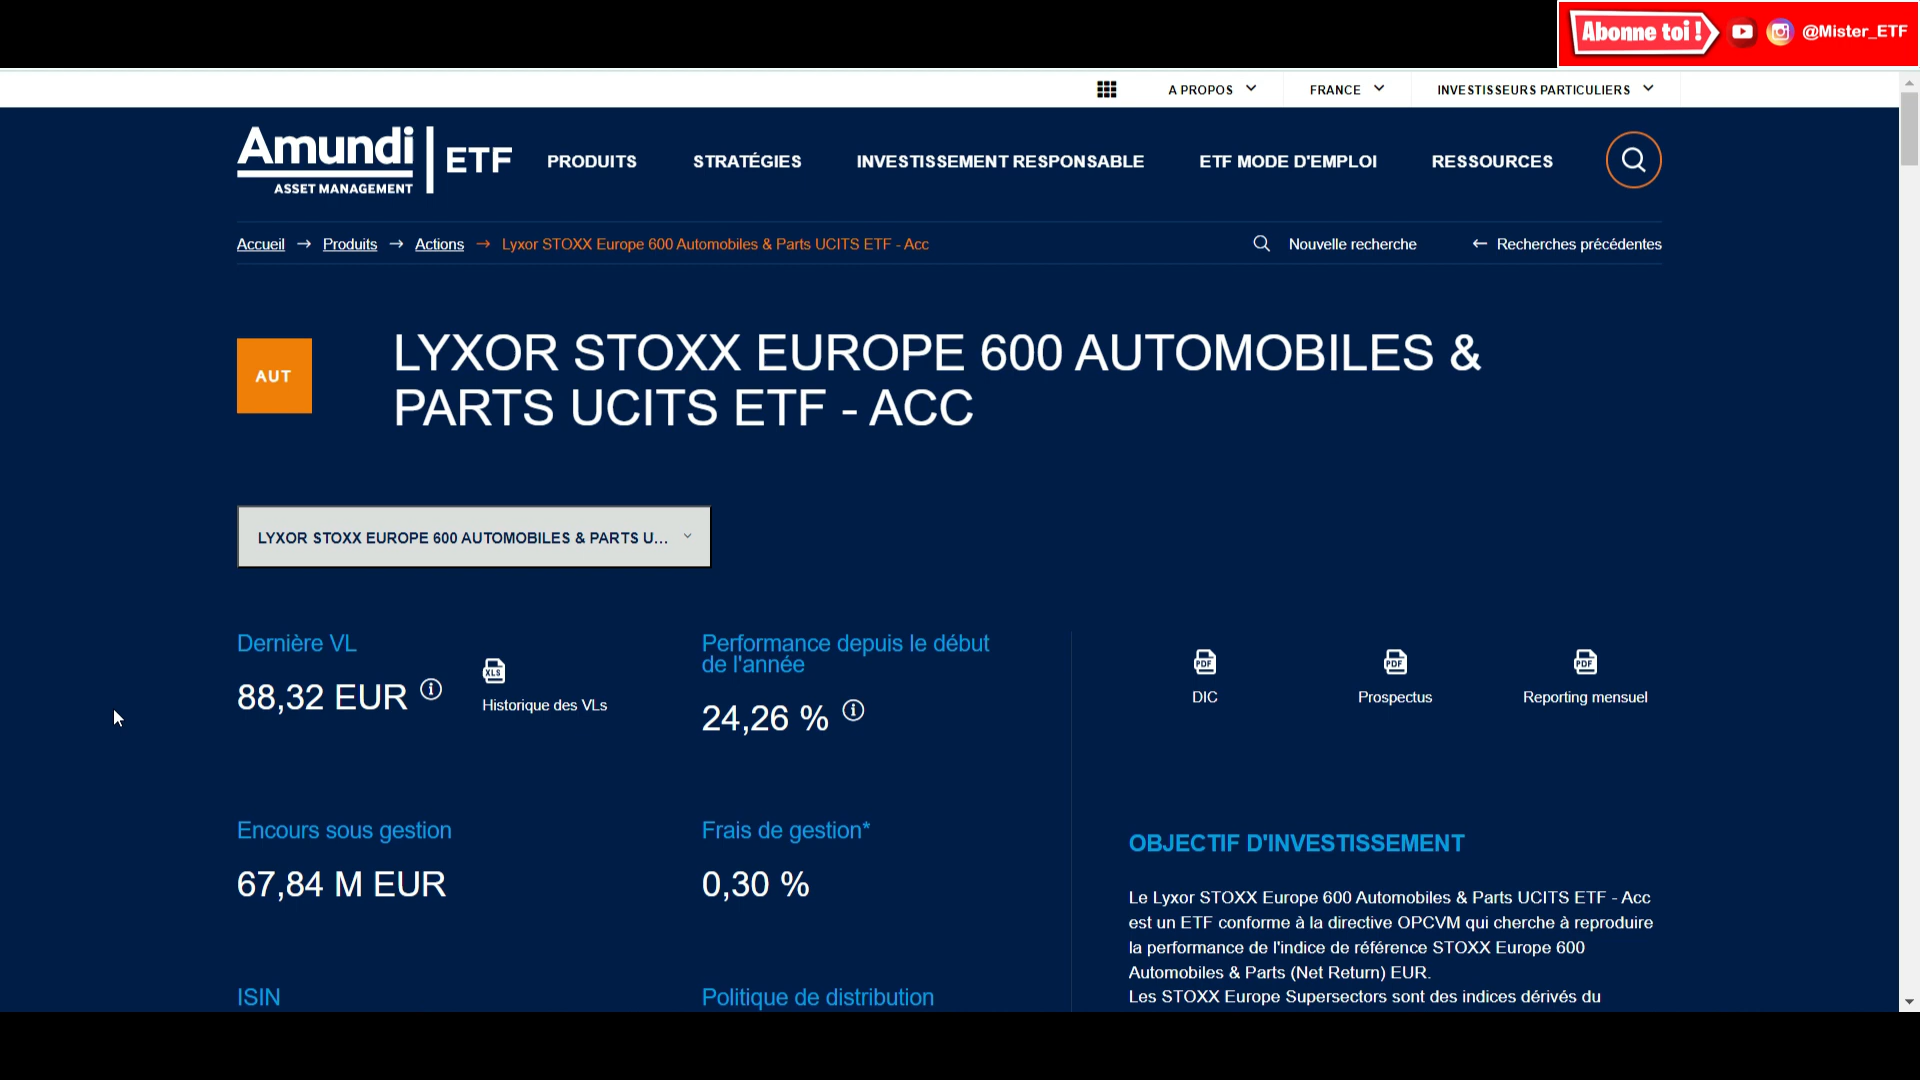 Abonne toi !
@Mister_ETF
A PROPOS
FRANCE
INVESTISSEURS PARTICULIERS
Amundi
ASSET MANAGEMENT
ETF
PRODUITS
STRATÉGIES
INVESTISSEMENT RESPONSABLE
ETF MODE D'EMPLOI
RESSOURCES
Accueil → Produits → Actions → Lyxor STOXX Europe 600 Automobiles & Parts UCITS ETF - Acc
Nouvelle recherche
← Recherches précédentes
AUT
LYXOR STOXX EUROPE 600 AUTOMOBILES &
PARTS UCITS ETF - ACC
LYXOR STOXX EUROPE 600 AUTOMOBILES & PARTS U...
Dernière VL
88,32 EUR
XLS
Historique des VLs
Performance depuis le début
de l'année
24,26 %
PDF
DIC
PDF
Prospectus
PDF
Reporting mensuel
Encours sous gestion
67,84 M EUR
Frais de gestion*
0,30 %
OBJECTIF D'INVESTISSEMENT
Le Lyxor STOXX Europe 600 Automobiles & Parts UCITS ETF - Acc
est un ETF conforme à la directive OPCVM qui cherche à reproduire
la performance de l'indice de référence STOXX Europe 600
Automobiles & Parts (Net Return) EUR.
Les STOXX Europe Supersectors sont des indices dérivés du
ISIN
Politique de distribution